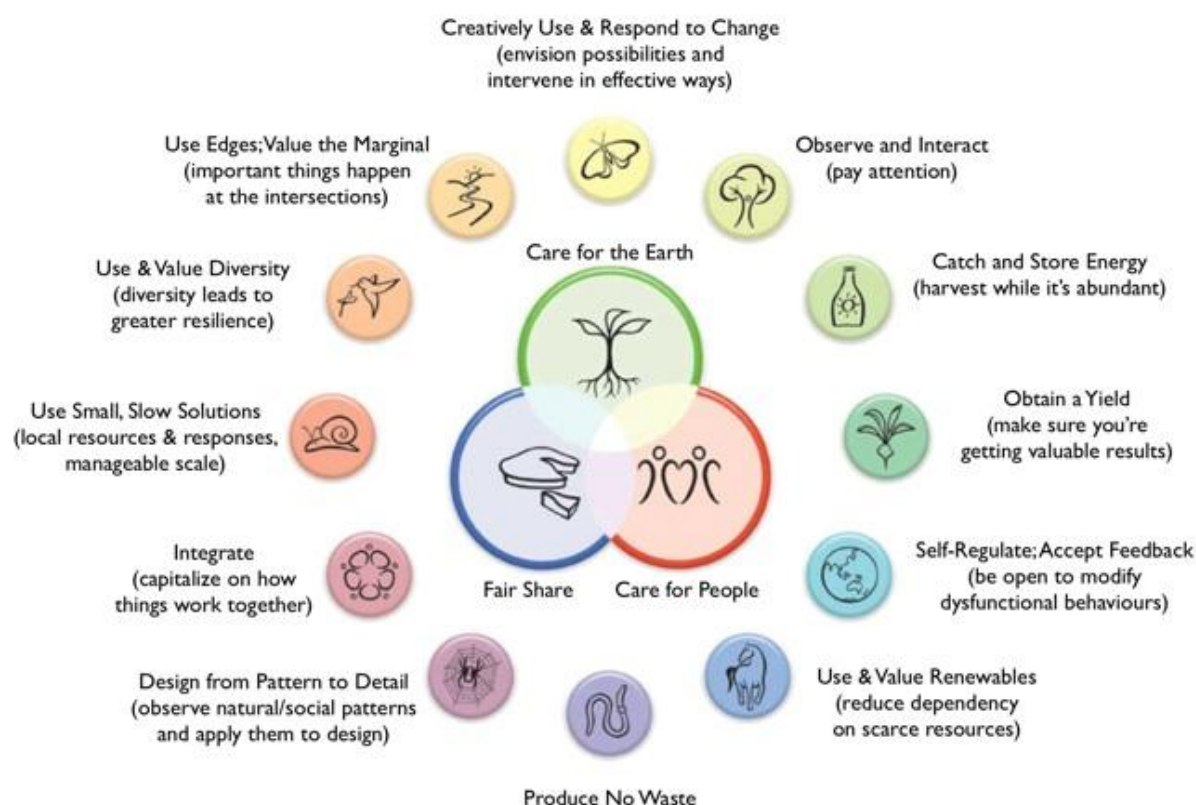 Creatively Use & Respond to Change
(envision possibilities and
intervene in effective ways)
Observe and Interact
(pay attention)
Catch and Store Energy
(harvest while it's abundant)
Obtain a Yield
(make sure you're
getting valuable results)
Self-Regulate; Accept Feedback
(be open to modify
dysfunctional behaviours)
Use & Value Renewables
(reduce dependency
on scarce resources)
Produce No Waste
Design from Pattern to Detail
(observe natural/social patterns
and apply them to design)
Integrate
(capitalize on how
things work together)
Use Small, Slow Solutions
(local resources & responses,
manageable scale)
Use & Value Diversity
(diversity leads to
greater resilience)
Use Edges; Value the Marginal
(important things happen
at the intersections)
Care for the Earth
Fair Share
Care for People